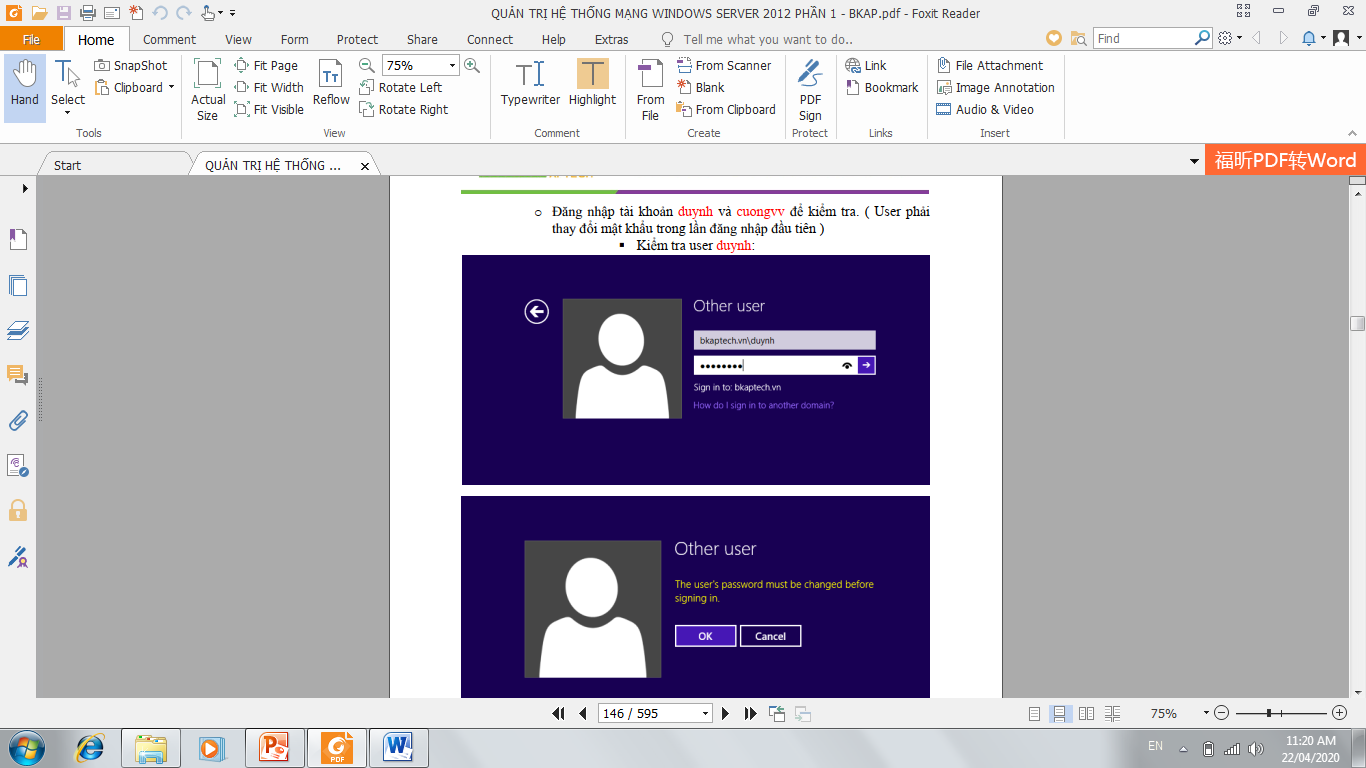 QUẢN TRỊ HỆ THỐNG MẠNG WINDOWS SERVER 2012 PHẦN 1 - BKAP.pdf - Foxit Reader
File Home Comment View Form Protect Share Connect Help Extras Tell me what you want to do.. Find
Hand
Select
SnapShot
Clipboard
Tools
Actual Size
Fit Page
Fit Width
Fit Visible
Reflow
75%
Rotate Left
Rotate Right
View
Typewriter
Highlight
Comment
From File
From Scanner
Blank
From Clipboard
Create
PDF Sign
Protect
Link
Bookmark
Links
File Attachment
Image Annotation
Audio & Video
Insert
Start
QUẢN TRỊ HỆ THỐNG ...
福昕PDF转Word
Đăng nhập tài khoản duynh và cuongvv để kiểm tra. ( User phải
thay đổi mật khẩu trong lần đăng nhập đầu tiên )
Kiểm tra user duynh:
Other user
bkaptech.vn\duynh
Sign in to: bkaptech.vn
How do I sign in to another domain?
Other user
The user's password must be changed before
signing in.
OK Cancel
146 / 595
75%
EN
11:20 AM
22/04/2020